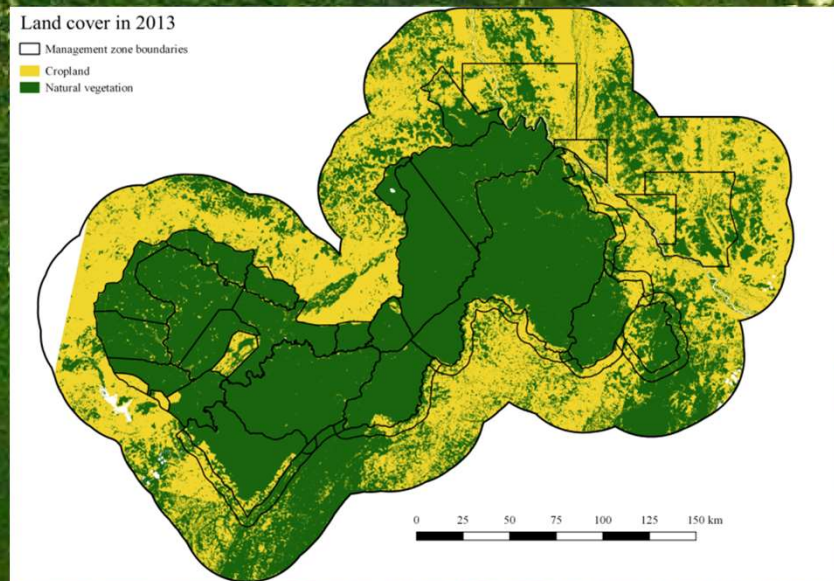 Land cover in 2013
Management zone boundaries
Cropland
Natural vegetation
0 25 50 75 100 125 150 km